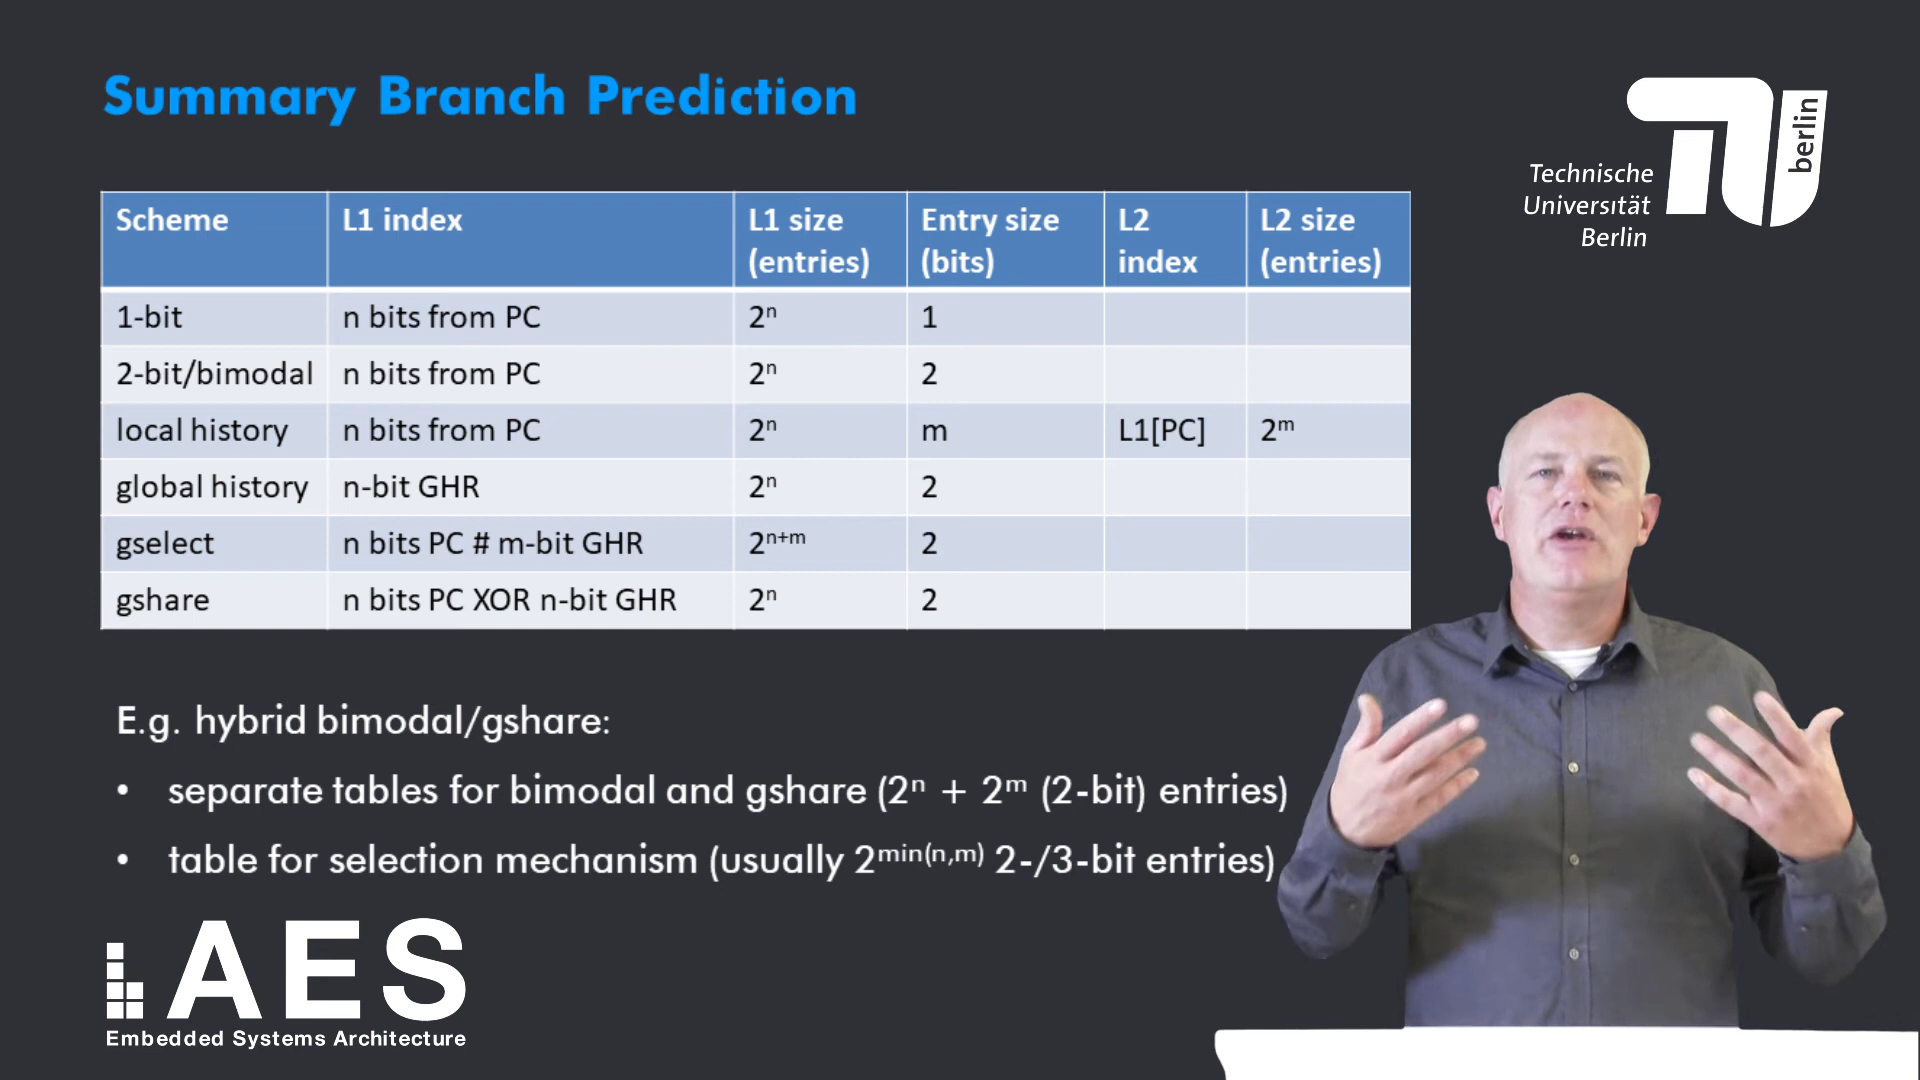 Summary Branch Prediction
Technische
Universität
Berlin
berlin
Scheme L1 index L1 size (entries) Entry size (bits) L2 index L2 size (entries)
1-bit n bits from PC 2ⁿ 1
2-bit/bimodal n bits from PC 2ⁿ 2
local history n bits from PC 2ⁿ m L1[PC] 2ᵐ
global history n-bit GHR 2ⁿ 2
gselect n bits PC # m-bit GHR 2ⁿ⁺ᵐ 2
gshare n bits PC XOR n-bit GHR 2ⁿ 2
E.g. hybrid bimodal/gshare:
• separate tables for bimodal and gshare (2ⁿ + 2ᵐ (2-bit) entries)
• table for selection mechanism (usually 2ᵐⁱⁿ⁽ⁿ,ᵐ⁾ 2-/3-bit entries)
AES
Embedded Systems Architecture